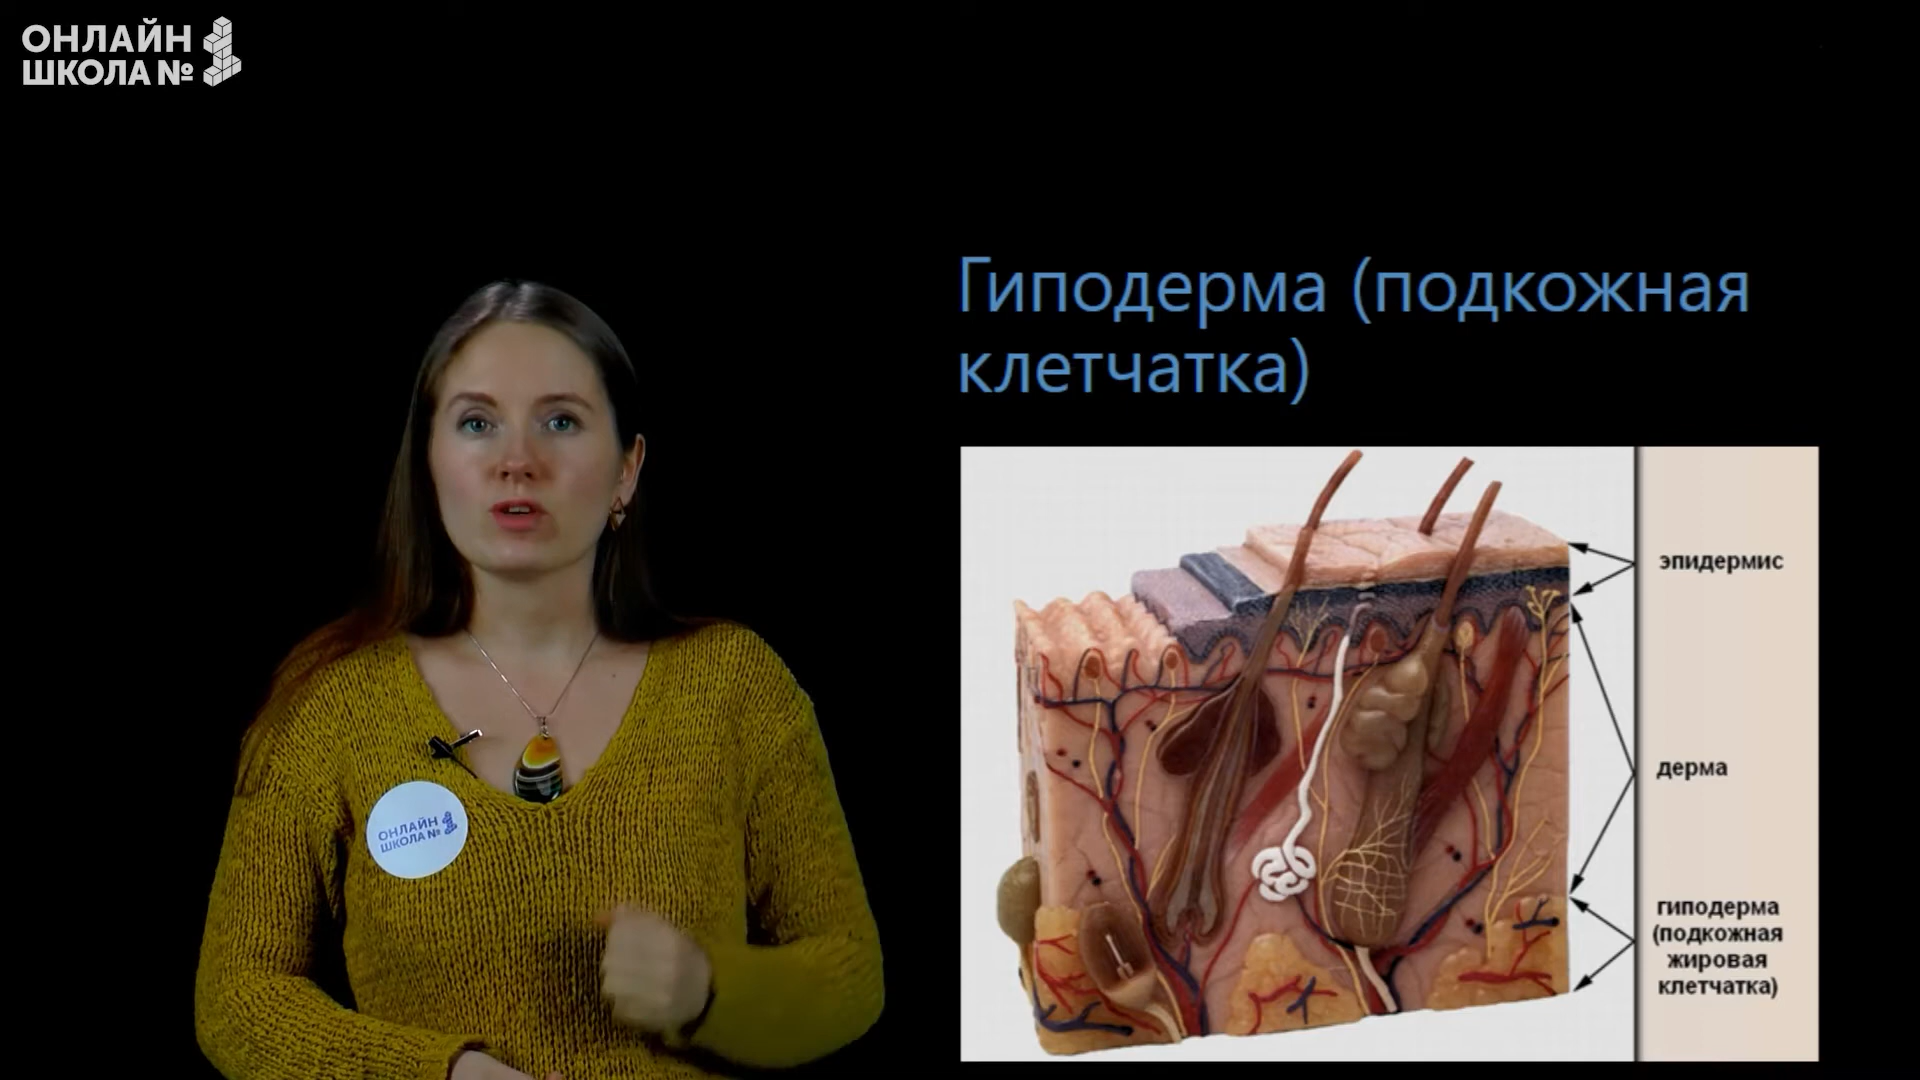 ОНЛАЙН
ШКОЛА №
Гиподерма (подкожная
клетчатка)
эпидермис
дерма
гиподерма
(подкожная
жировая
клетчатка)
ОНЛАЙН
ШКОЛА №